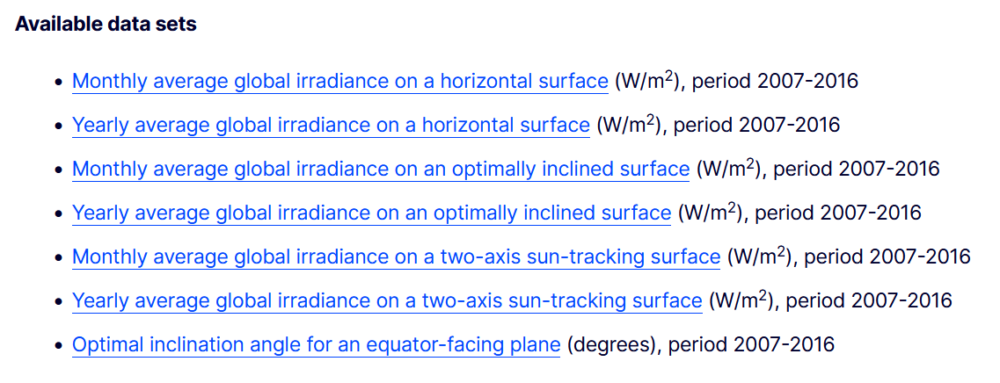 Available data sets
• Monthly average global irradiance on a horizontal surface (W/m²), period 2007-2016
• Yearly average global irradiance on a horizontal surface (W/m²), period 2007-2016
• Monthly average global irradiance on an optimally inclined surface (W/m²), period 2007-2016
• Yearly average global irradiance on an optimally inclined surface (W/m²), period 2007-2016
• Monthly average global irradiance on a two-axis sun-tracking surface (W/m²), period 2007-2016
• Yearly average global irradiance on a two-axis sun-tracking surface (W/m²), period 2007-2016
• Optimal inclination angle for an equator-facing plane (degrees), period 2007-2016